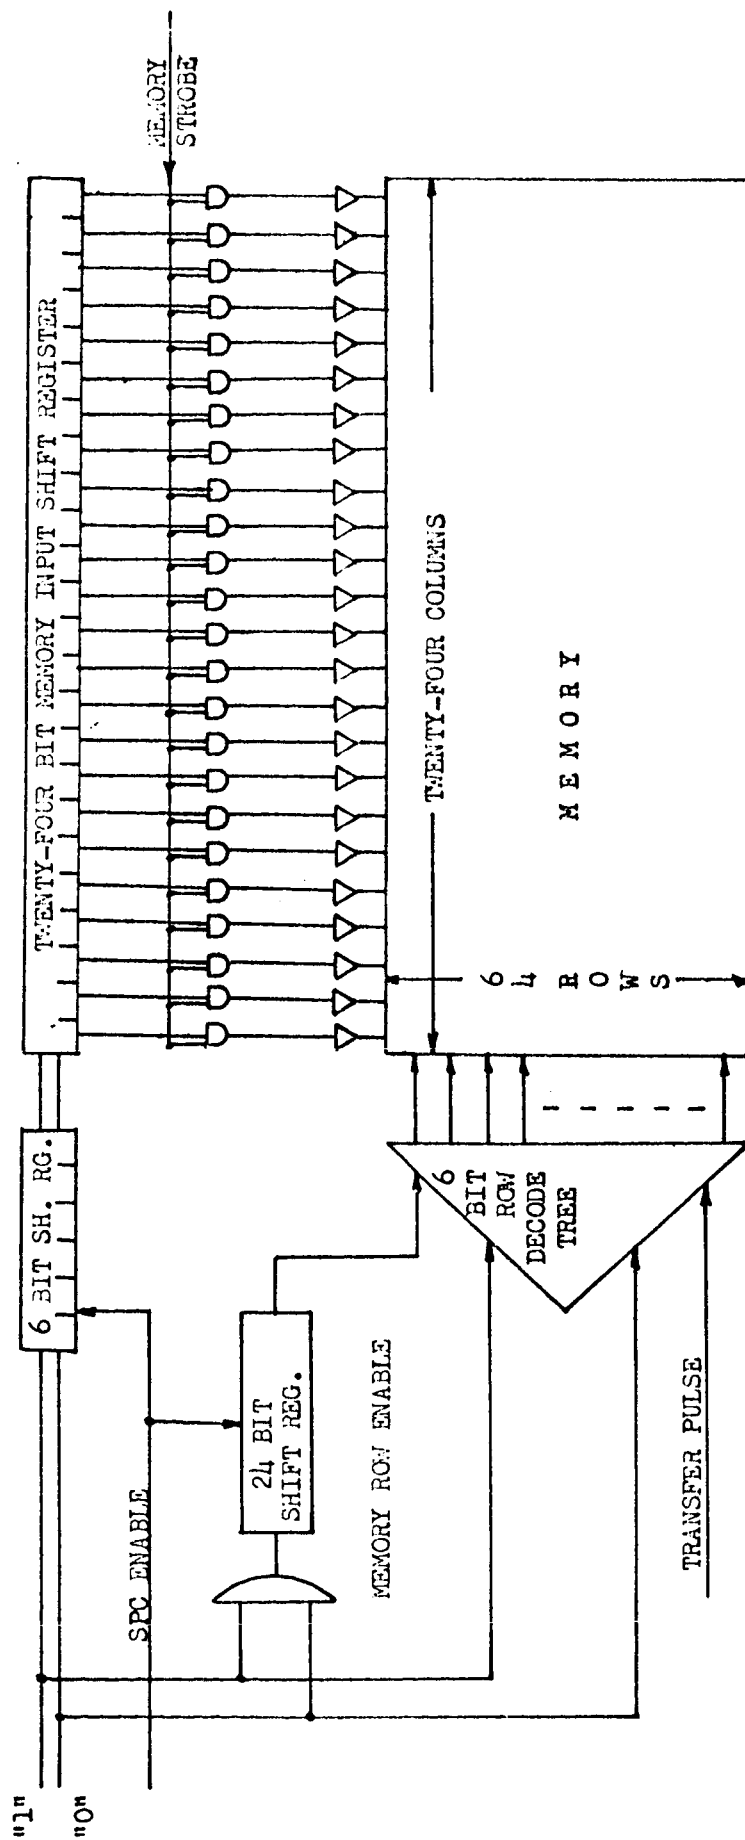 "1"
"0"
SPC ENABLE
6 BIT SH. RG.
TWENTY-FOUR BIT MEMORY INPUT SHIFT REGISTER
MEMORY
STROBE
24 BIT
SHIFT REG.
MEMORY ROW ENABLE
TRANSFER PULSE
6
BIT
ROW
DECODE
TREE
TWENTY-FOUR COLUMNS
64 ROWS
MEMORY